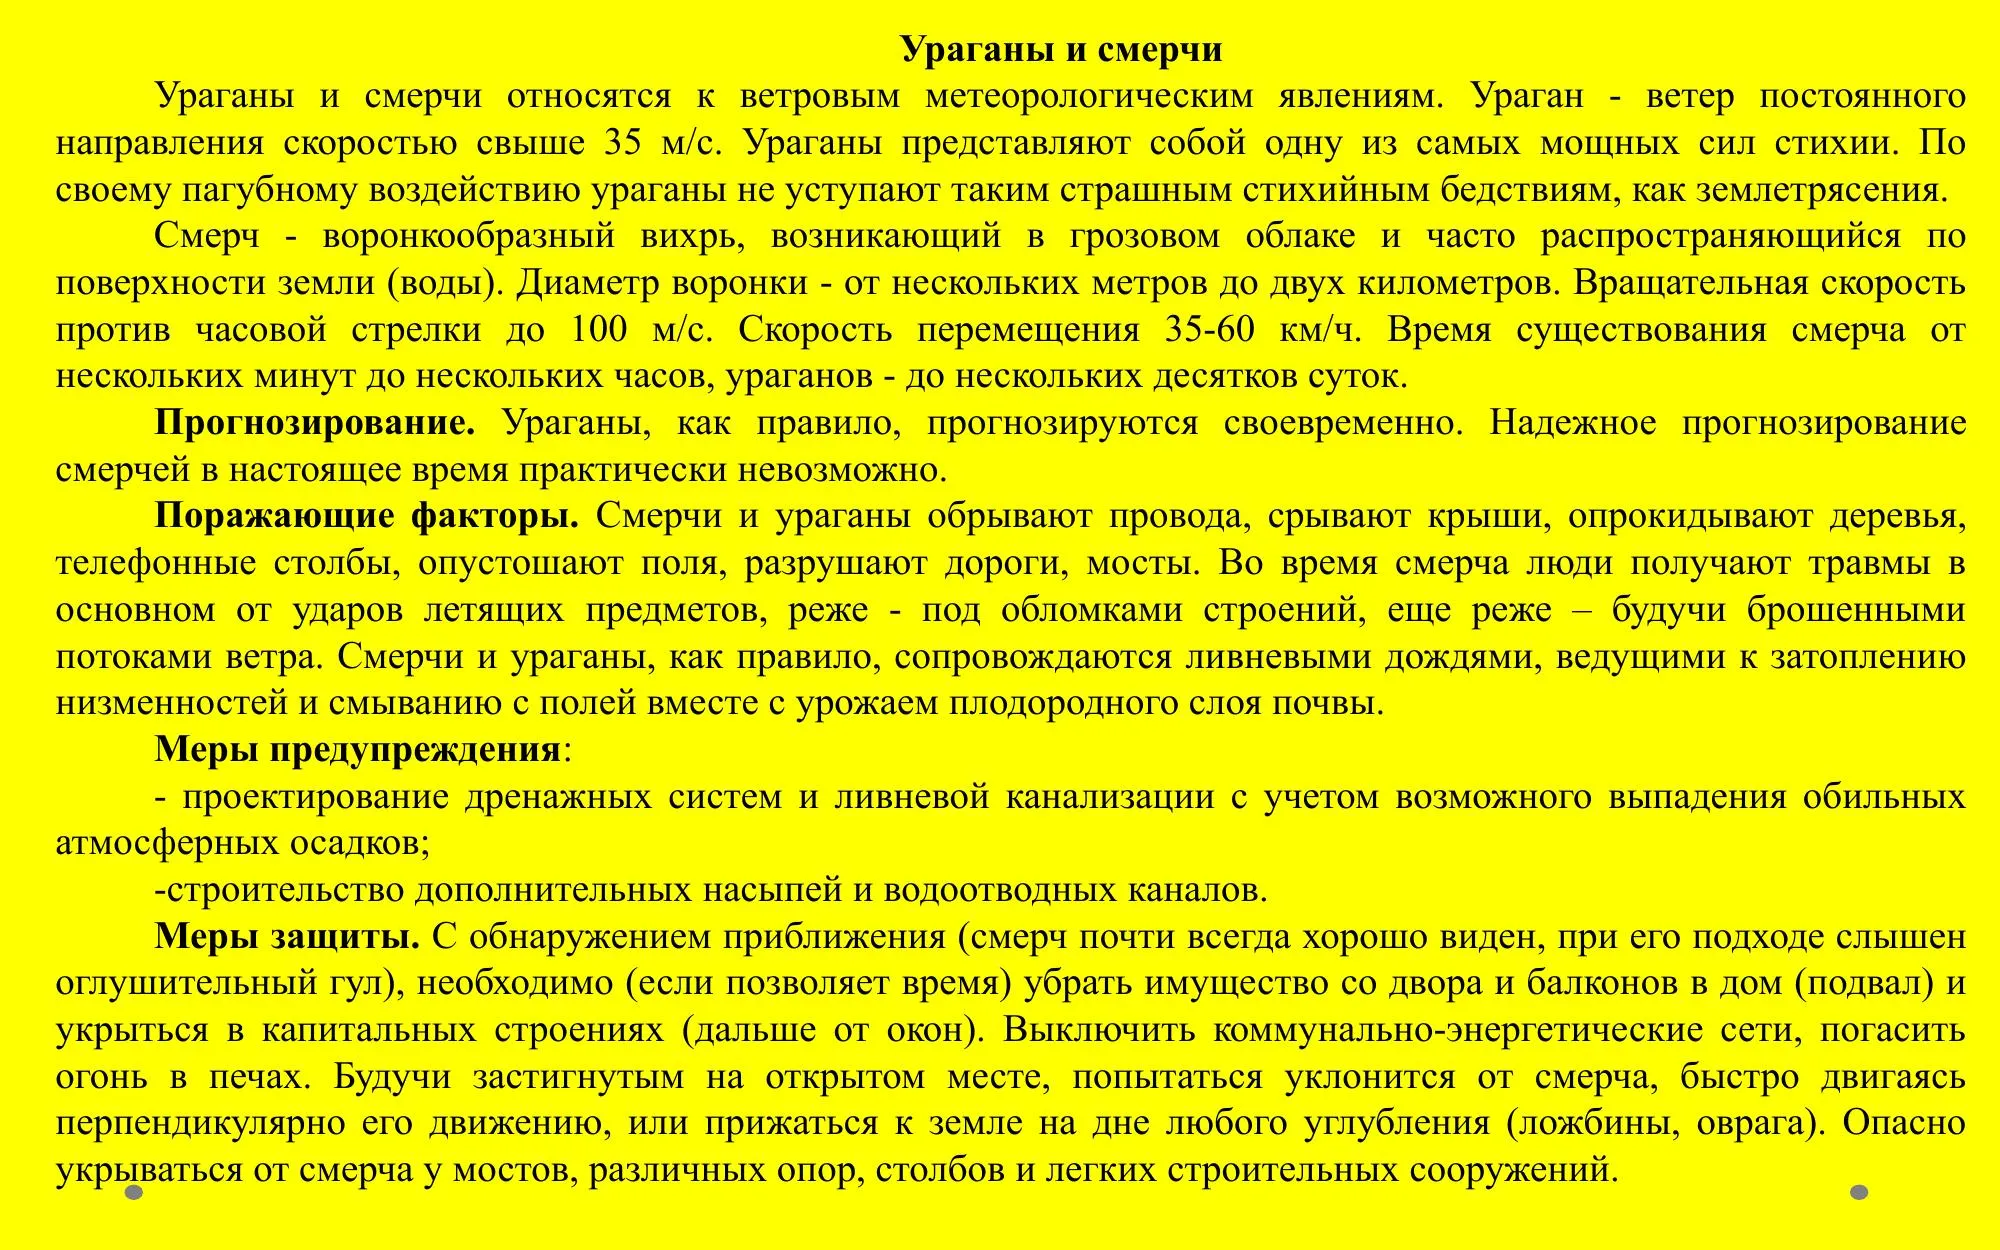 Ураганы и смерчи
Ураганы и смерчи относятся к ветровым метеорологическим явлениям. Ураган - ветер постоянного
направления скоростью свыше 35 м/с. Ураганы представляют собой одну из самых мощных сил стихии. По
своему пагубному воздействию ураганы не уступают таким страшным стихийным бедствиям, как землетрясения.
Смерч - воронкообразный вихрь, возникающий в грозовом облаке и часто распространяющийся по
поверхности земли (воды). Диаметр воронки - от нескольких метров до двух километров. Вращательная скорость
против часовой стрелки до 100 м/с. Скорость перемещения 35-60 км/ч. Время существования смерча от
нескольких минут до нескольких часов, ураганов - до нескольких десятков суток.
Прогнозирование. Ураганы, как правило, прогнозируются своевременно. Надежное прогнозирование
смерчей в настоящее время практически невозможно.
Поражающие факторы. Смерчи и ураганы обрывают провода, срывают крыши, опрокидывают деревья,
телефонные столбы, опустошают поля, разрушают дороги, мосты. Во время смерча люди получают травмы в
основном от ударов летящих предметов, реже - под обломками строений, еще реже – будучи брошенными
потоками ветра. Смерчи и ураганы, как правило, сопровождаются ливневыми дождями, ведущими к затоплению
низменностей и смыванию с полей вместе с урожаем плодородного слоя почвы.
Меры предупреждения:
- проектирование дренажных систем и ливневой канализации с учетом возможного выпадения обильных
атмосферных осадков;
-строительство дополнительных насыпей и водоотводных каналов.
Меры защиты. С обнаружением приближения (смерч почти всегда хорошо виден, при его подходе слышен
оглушительный гул), необходимо (если позволяет время) убрать имущество со двора и балконов в дом (подвал) и
укрыться в капитальных строениях (дальше от окон). Выключить коммунально-энергетические сети, погасить
огонь в печах. Будучи застигнутым на открытом месте, попытаться уклонится от смерча, быстро двигаясь
перпендикулярно его движению, или прижаться к земле на дне любого углубления (ложбины, оврага). Опасно
укрываться от смерча у мостов, различных опор, столбов и легких строительных сооружений.